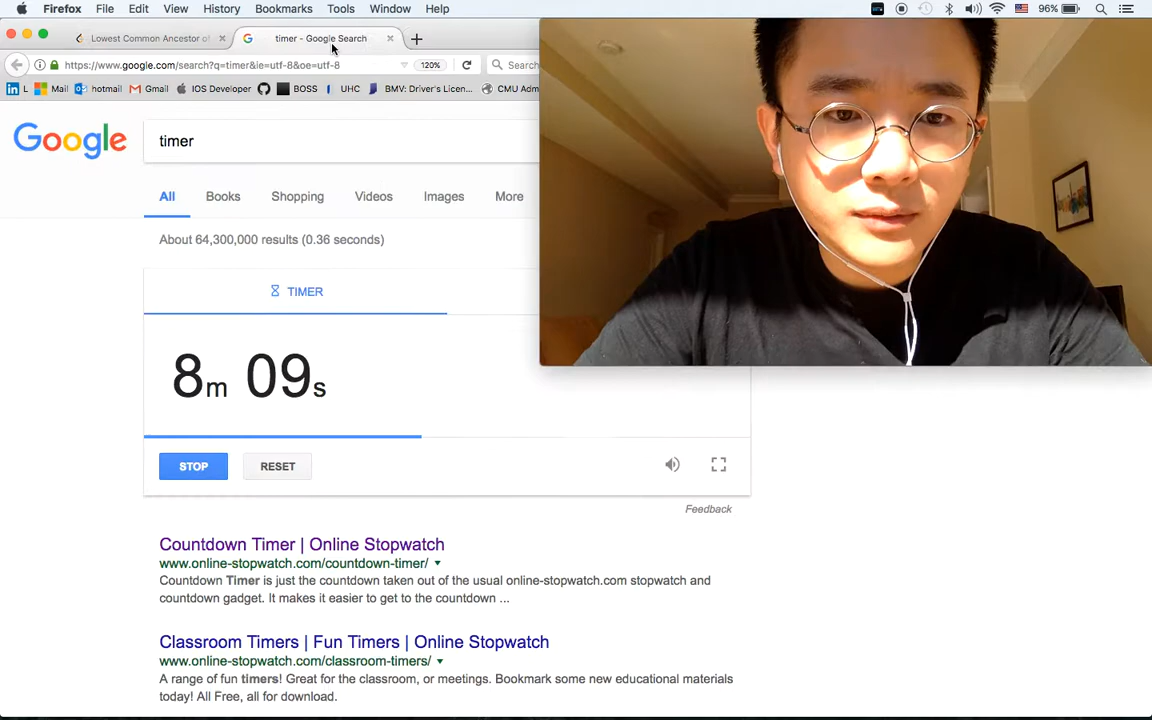 Firefox File Edit View History Bookmarks Tools Window Help 96%
Lowest Common Ancestor of timer - Google Search
https://www.google.com/search?q=timer&ie=utf-8&oe=utf-8 120% Search
L Mail hotmail Gmail IOS Developer BOSS UHC BMV: Driver's Licen... CMU Adm
Google timer
All Books Shopping Videos Images More
About 64,300,000 results (0.36 seconds)
TIMER
8m 09s
STOP RESET
Feedback
Countdown Timer | Online Stopwatch
www.online-stopwatch.com/countdown-timer/
Countdown Timer is just the countdown taken out of the usual online-stopwatch.com stopwatch and
countdown gadget. It makes it easier to get to the countdown ...
Classroom Timers | Fun Timers | Online Stopwatch
www.online-stopwatch.com/classroom-timers/
A range of fun timers! Great for the classroom, or meetings. Bookmark some new educational materials
today! All Free, all for download.